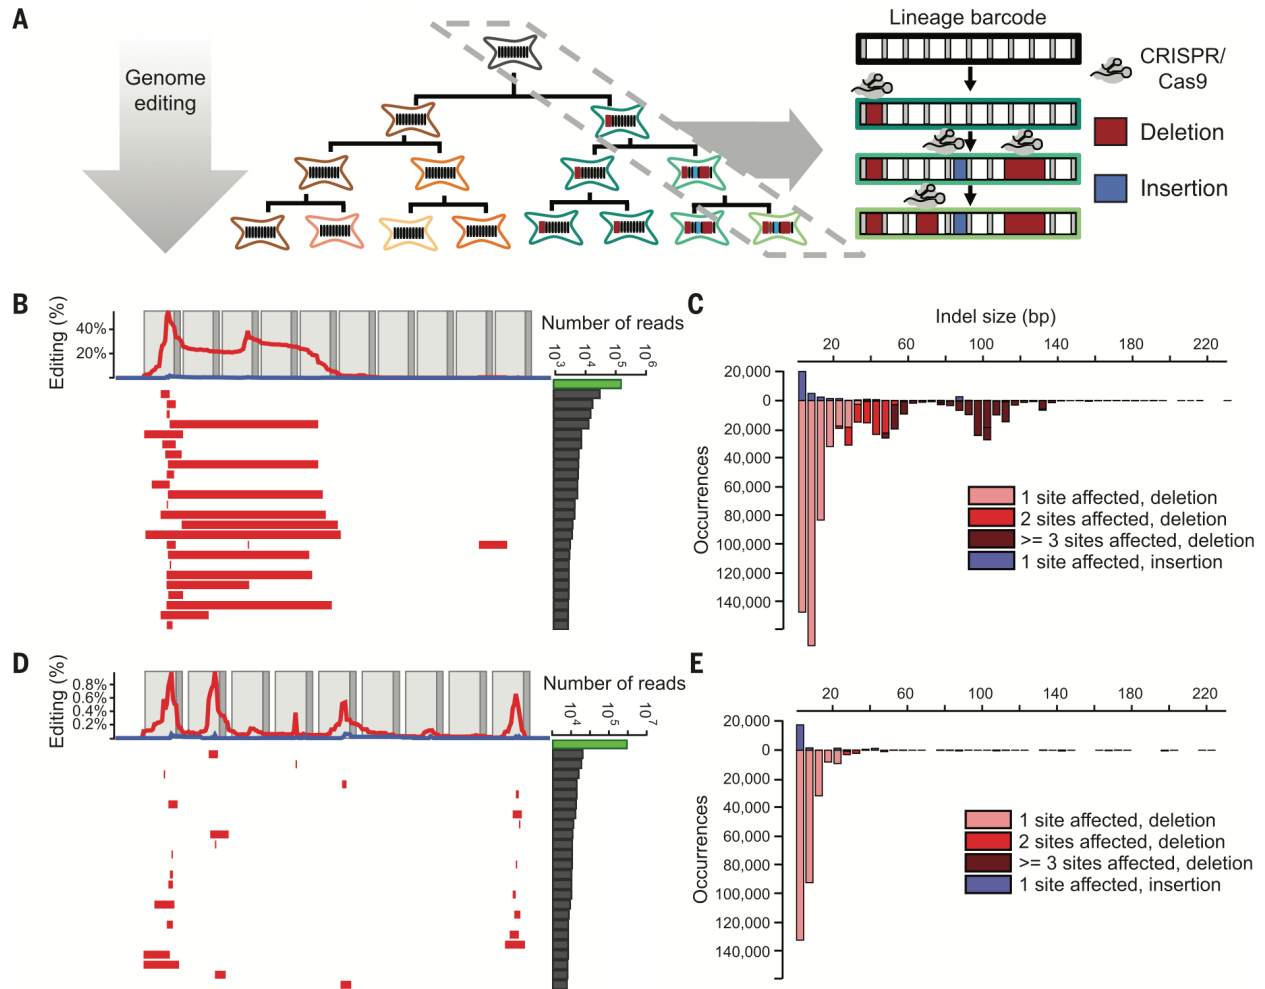 A
Genome
editing
Lineage barcode
CRISPR/
Cas9
Deletion
Insertion
B
Editing (%)
40%
20%
Number of reads
10³ 10⁴ 10⁵ 10⁶
C
Indel size (bp)
20 60 100 140 180 220
20,000
0
20,000
40,000
60,000
80,000
100,000
120,000
140,000
Occurrences
1 site affected, deletion
2 sites affected, deletion
>= 3 sites affected, deletion
1 site affected, insertion
D
Editing (%)
0.8%
0.6%
0.4%
0.2%
Number of reads
10⁴ 10⁵ 10⁷
E
20 60 100 140 180 220
20,000
0
20,000
40,000
60,000
80,000
100,000
120,000
140,000
Occurrences
1 site affected, deletion
2 sites affected, deletion
>= 3 sites affected, deletion
1 site affected, insertion